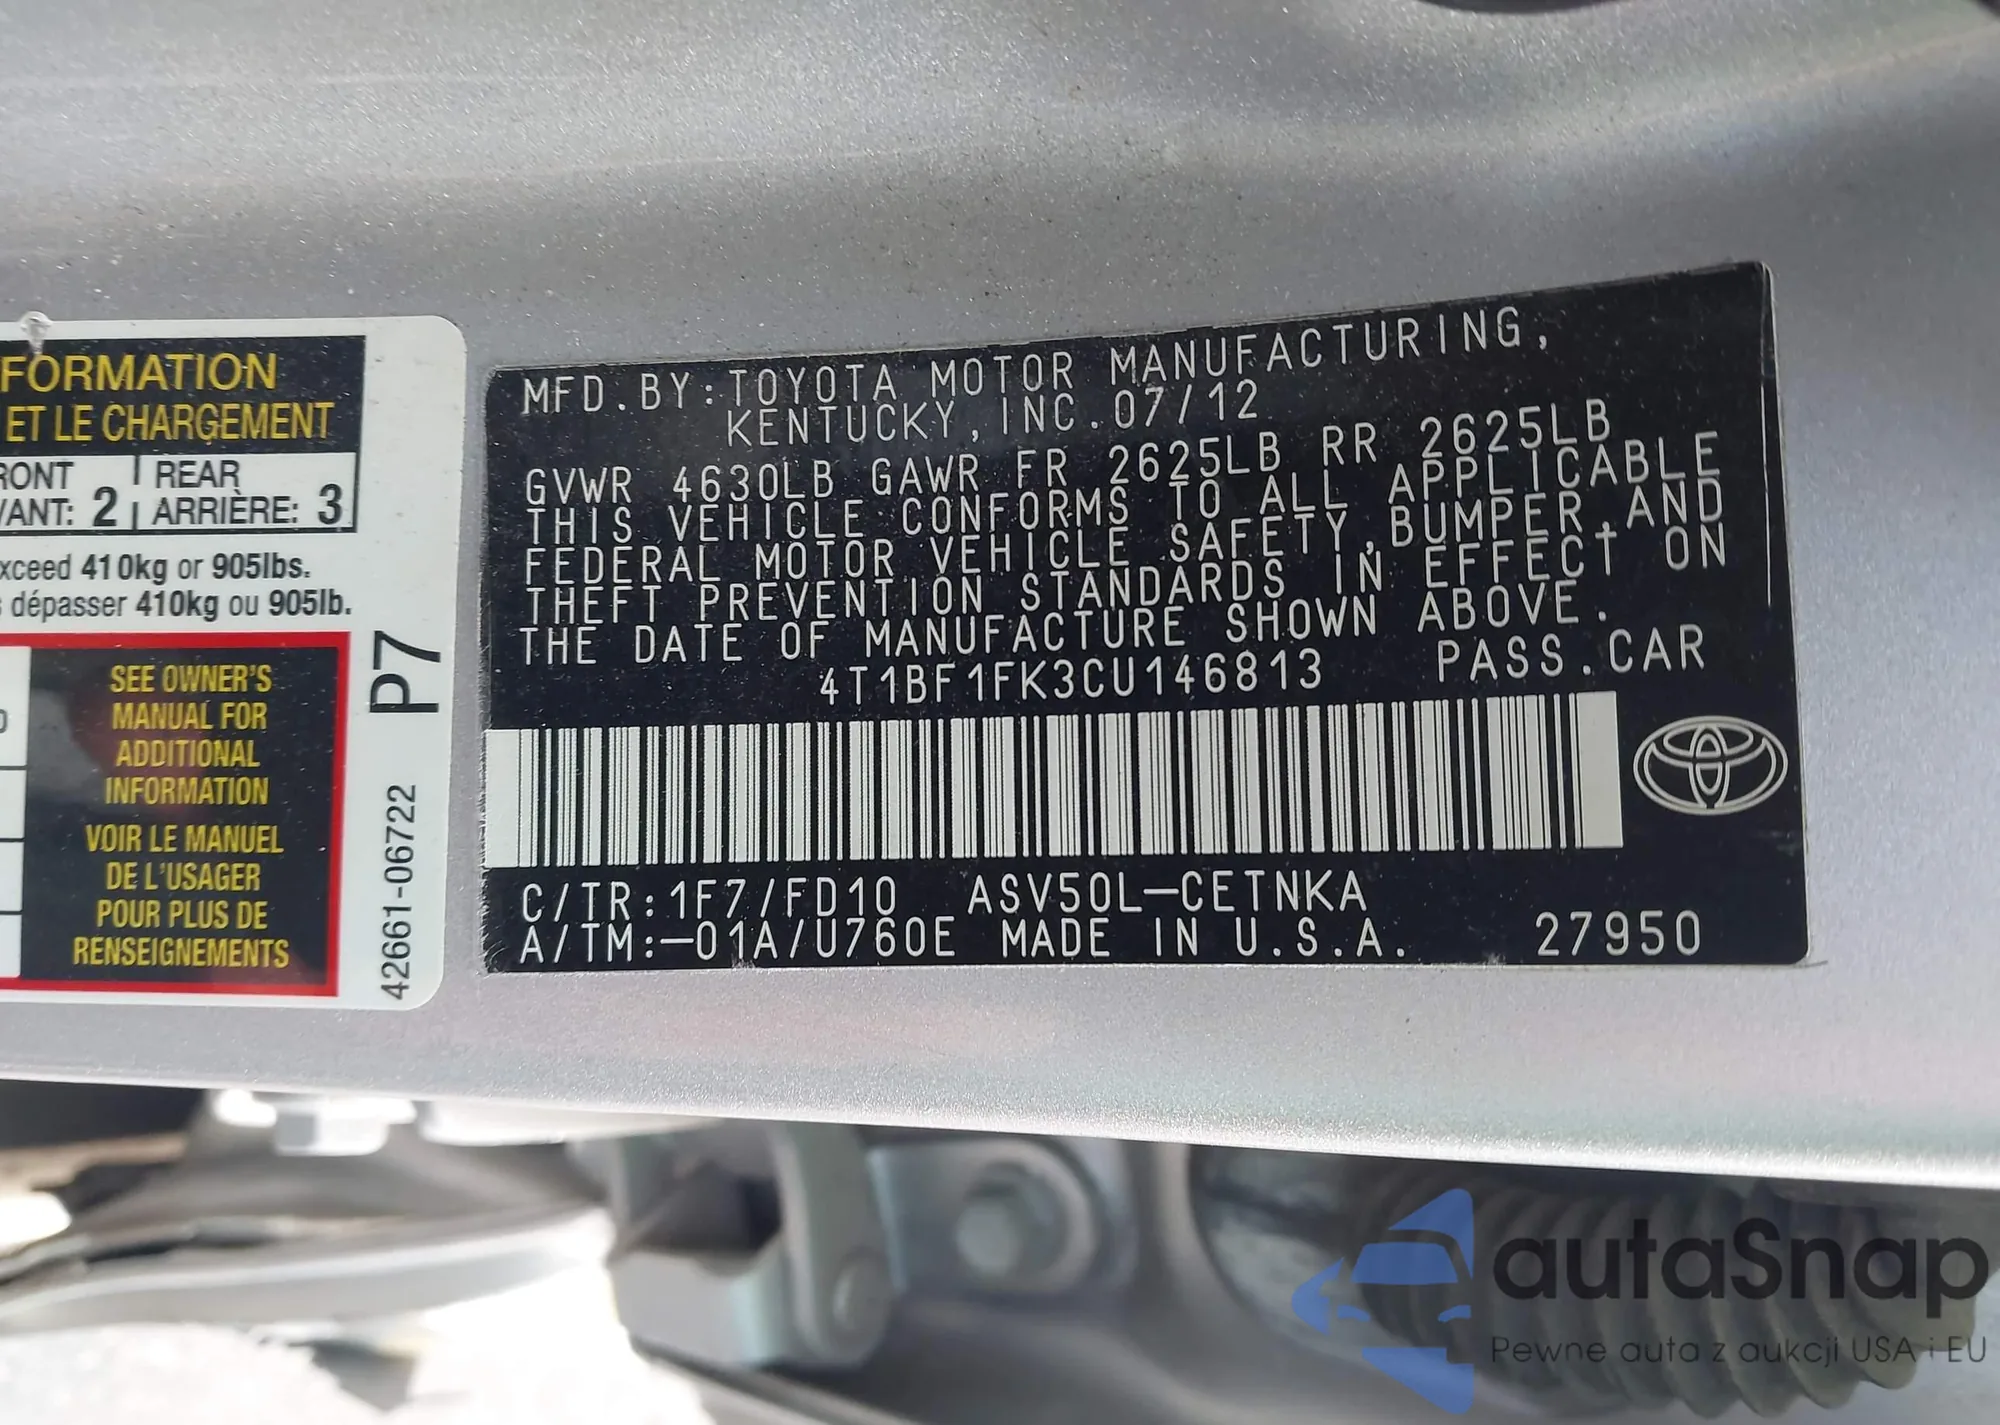 FORMATION
ET LE CHARGEMENT
RONT REAR
VANT: 2 ARRIÈRE: 3
xceed 410kg or 905lbs.
s dépasser 410kg ou 905lb.
SEE OWNER'S
MANUAL FOR
ADDITIONAL
INFORMATION
VOIR LE MANUEL
DE L'USAGER
POUR PLUS DE
RENSEIGNEMENTS
P7
42661-06722
MFD.BY:TOYOTA MOTOR MANUFACTURING,
KENTUCKY,INC.07/12
GVWR 4630LB GAWR FR 2625LB RR 2625LB
THIS VEHICLE CONFORMS TO ALL APPLICABLE
FEDERAL MOTOR VEHICLE SAFETY,BUMPER,AND
THEFT PREVENTION STANDARDS IN EFFECT ON
THE DATE OF MANUFACTURE SHOWN ABOVE.
4T1BF1FK3CU146813 PASS.CAR
C/TR:1F7/FD10 ASV50L-CETNKA
A/TM:-01A/U760E MADE IN U.S.A. 27950
autaSnap
Pewne auta z aukcji USA i EU